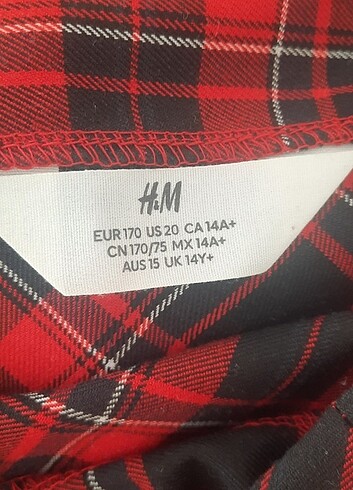 H&M
EUR 170 US 20 CA 14A+
CN 170/75 MX 14A+
AUS 15 UK 14Y+